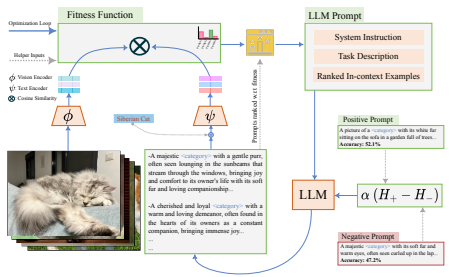 Fitness Function
LLM Prompt
Optimization Loop
Helper Inputs
ϕ Vision Encoder
ψ Text Encoder
⊗ Cosine Similarity
System Instruction
Task Description
Ranked In-context Examples
Prompts ranked w.r.t fitness
Siberian Cat
ϕ
ψ
-A majestic <category> with a gentle purr,
often seen lounging in the sunbeams that
stream through the windows, bringing joy
and comfort to its owner's life with its soft
fur and loving companionship...
-A cherished and loyal <category> with a
warm and loving demeanor, often found in
the hearts of its owners as a constant
companion, bringing immense joy...
...
...
Positive Prompt
A picture of a <category> with its white fur
sitting on the sofa in a garden full of trees...
Accuracy: 52.1%
LLM
α (H₊ − H₋)
Negative Prompt
A majestic <category> with its soft fur and
warm eyes, often seen curled up in the lap...
Accuracy: 47.2%